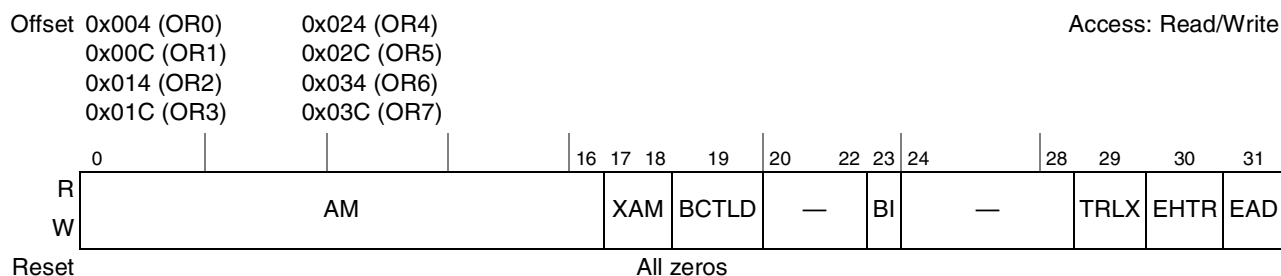 Offset 0x004 (OR0) 0x024 (OR4) Access: Read/Write
0x00C (OR1) 0x02C (OR5)
0x014 (OR2) 0x034 (OR6)
0x01C (OR3) 0x03C (OR7)
0 16 17 18 19 20 22 23 24 28 29 30 31
R
AM XAM BCTLD — BI — TRLX EHTR EAD
W
Reset All zeros